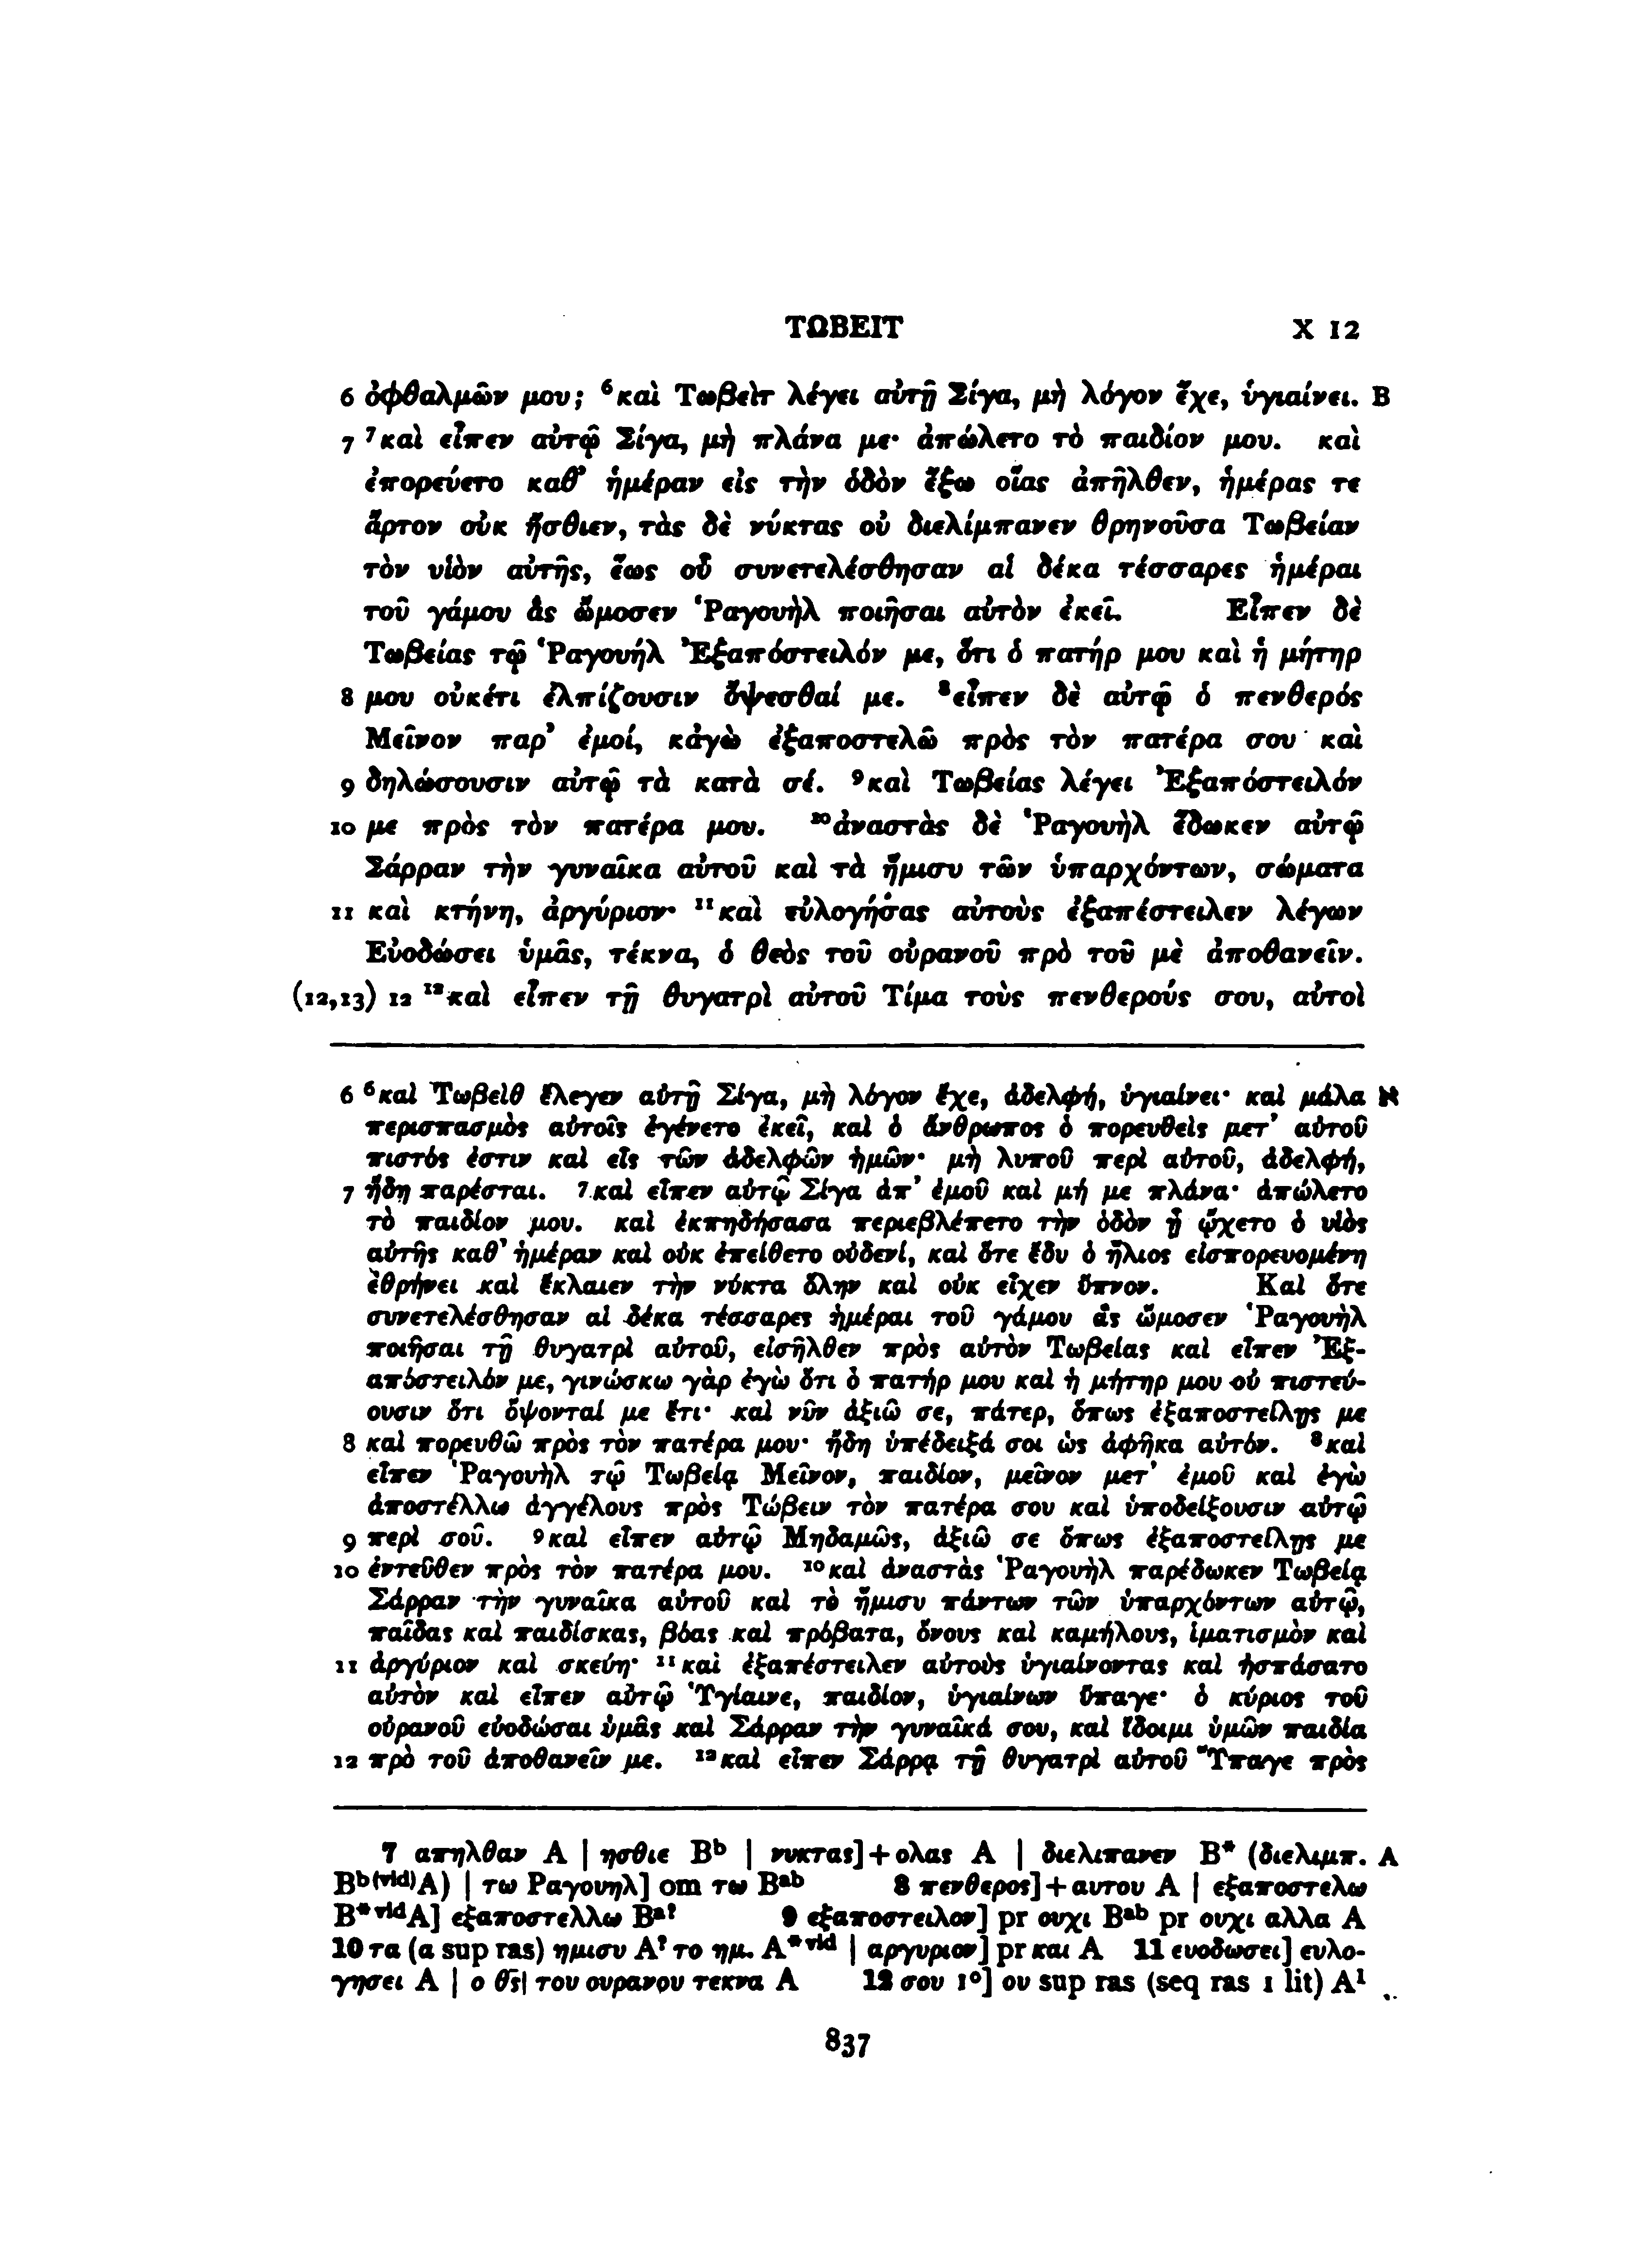 ΤΩΒΕΙΤ X 12
6 ὀφθαλμῶν μου; ⁶καὶ Τωβεὶτ λέγει αὐτῇ Σίγα, μὴ λόγον ἔχε, ὑγιαίνει. B
7 ⁷καὶ εἶπεν αὐτῷ Σίγα, μὴ πλάνα με· ἀπώλετο τὸ παιδίον μου. καὶ
ἐπορεύετο καθ᾽ ἡμέραν εἰς τὴν ὁδὸν ἔξω οἵας ἀπῆλθεν, ἡμέρας τε
ἄρτον οὐκ ἤσθιεν, τὰς δὲ νύκτας οὐ διελίμπανεν θρηνοῦσα Τωβείαν
τὸν υἱὸν αὐτῆς, ἕως οὗ συνετελέσθησαν αἱ δέκα τέσσαρες ἡμέραι
τοῦ γάμου ἃς ὤμοσεν Ῥαγουὴλ ποιῆσαι αὐτὸν ἐκεῖ. Εἶπεν δὲ
Τωβείας τῷ Ῥαγουήλ Ἐξαπόστειλόν με, ὅτι ὁ πατήρ μου καὶ ἡ μήτηρ
8 μου οὐκέτι ἐλπίζουσιν ὄψεσθαί με. ⁸εἶπεν δὲ αὐτῷ ὁ πενθερός
Μεῖνον παρ᾽ ἐμοί, κἀγὼ ἐξαποστελῶ πρὸς τὸν πατέρα σου καὶ
9 δηλώσουσιν αὐτῷ τὰ κατὰ σέ. ⁹καὶ Τωβείας λέγει Ἐξαπόστειλόν
10 με πρὸς τὸν πατέρα μου. ¹⁰ἀναστὰς δὲ Ῥαγουὴλ ἔδωκεν αὐτῷ
Σάρραν τὴν γυναῖκα αὐτοῦ καὶ τὰ ἥμισυ τῶν ὑπαρχόντων, σώματα
11 καὶ κτήνη, ἀργύριον· ¹¹καὶ εὐλογήσας αὐτοὺς ἐξαπέστειλεν λέγων
Εὐοδώσει ὑμᾶς, τέκνα, ὁ θεὸς τοῦ οὐρανοῦ πρὸ τοῦ μὲ ἀποθανεῖν.
(12,13) 12 ¹²καὶ εἶπεν τῇ θυγατρὶ αὐτοῦ Τίμα τοὺς πενθερούς σου, αὐτοὶ
6 ⁶καὶ Τωβεὶθ ἔλεγεν αὐτῇ Σίγα, μὴ λόγον ἔχε, ἀδελφή, ὑγιαίνει· καὶ μάλα א
περισπασμὸς αὐτοῖς ἐγένετο ἐκεῖ, καὶ ὁ ἄνθρωπος ὁ πορευθεὶς μετ᾽ αὐτοῦ
πιστός ἐστιν καὶ εἷς τῶν ἀδελφῶν ἡμῶν· μὴ λυποῦ περὶ αὐτοῦ, ἀδελφή,
7 ἤδη παρέσται. ⁷καὶ εἶπεν αὐτῷ Σίγα ἀπ᾽ ἐμοῦ καὶ μή με πλάνα· ἀπώλετο
τὸ παιδίον μου. καὶ ἐκπηδήσασα περιεβλέπετο τὴν ὁδὸν ᾗ ᾤχετο ὁ υἱὸς
αὐτῆς καθ᾽ ἡμέραν καὶ οὐκ ἐπείθετο οὐδενί, καὶ ὅτε ἔδυ ὁ ἥλιος εἰσπορευομένη
ἐθρήνει καὶ ἔκλαιεν τὴν νύκτα ὅλην καὶ οὐκ εἶχεν ὕπνον. Καὶ ὅτε
συνετελέσθησαν αἱ δέκα τέσσαρες ἡμέραι τοῦ γάμου ἃς ὤμοσεν Ῥαγουὴλ
ποιῆσαι τῇ θυγατρὶ αὐτοῦ, εἰσῆλθεν πρὸς αὐτὸν Τωβείας καὶ εἶπεν Ἐξ-
απόστειλόν με, γινώσκω γὰρ ἐγὼ ὅτι ὁ πατήρ μου καὶ ἡ μήτηρ μου οὐ πιστεύ-
ουσιν ὅτι ὄψονταί με ἔτι· καὶ νῦν ἀξιῶ σε, πάτερ, ὅπως ἐξαποστείλῃς με
8 καὶ πορευθῶ πρὸς τὸν πατέρα μου· ἤδη ὑπέδειξά σοι ὡς ἀφῆκα αὐτόν. ⁸καὶ
εἶπεν Ῥαγουὴλ τῷ Τωβείᾳ Μεῖνον, παιδίον, μεῖνον μετ᾽ ἐμοῦ καὶ ἐγὼ
ἀποστέλλω ἀγγέλους πρὸς Τώβειν τὸν πατέρα σου καὶ ὑποδείξουσιν αὐτῷ
9 περὶ σοῦ. ⁹καὶ εἶπεν αὐτῷ Μηδαμῶς, ἀξιῶ σε ὅπως ἐξαποστείλῃς με
10 ἐντεῦθεν πρὸς τὸν πατέρα μου. ¹⁰καὶ ἀναστὰς Ῥαγουὴλ παρέδωκεν Τωβείᾳ
Σάρραν τὴν γυναῖκα αὐτοῦ καὶ τὸ ἥμισυ πάντων τῶν ὑπαρχόντων αὐτῷ,
παῖδας καὶ παιδίσκας, βόας καὶ πρόβατα, ὄνους καὶ καμήλους, ἱματισμὸν καὶ
11 ἀργύριον καὶ σκεύη· ¹¹καὶ ἐξαπέστειλεν αὐτοὺς ὑγιαίνοντας καὶ ἠσπάσατο
αὐτὸν καὶ εἶπεν αὐτῷ Ὑγίαινε, παιδίον, ὑγιαίνων ὕπαγε· ὁ κύριος τοῦ
οὐρανοῦ εὐοδώσαι ὑμᾶς καὶ Σάρραν τὴν γυναῖκά σου, καὶ ἴδοιμι ὑμῶν παιδία
12 πρὸ τοῦ ἀποθανεῖν με. ¹²καὶ εἶπεν Σάρρᾳ τῇ θυγατρὶ αὐτοῦ Ὕπαγε πρὸς
7 απηλθαν A | ησθιε Bᵇ | νυκτας]+ολας A | διελιπανεν B* (διελιμπ. A
Bᵇ⁽ᵛⁱᵈ⁾A) | τω Ραγουηλ] om τω Bᵃᵇ 8 πενθερος]+αυτου A | εξαποστελω
B*ᵛⁱᵈA] εξαποστελλω Bᵃ? 9 εξαποστειλον] pr ουχι Bᵃᵇ pr ουχι αλλα A
10 τα (α sup ras) ημισυ A? το ημ. A*ᵛⁱᵈ | αργυριον] pr και A 11 ευοδωσει] ευλο-
γησει A | ο θ̅ς̅| του ουρανου τεκνα A 12 σου 1°] ου sup ras (seq ras 1 lit) A¹
837